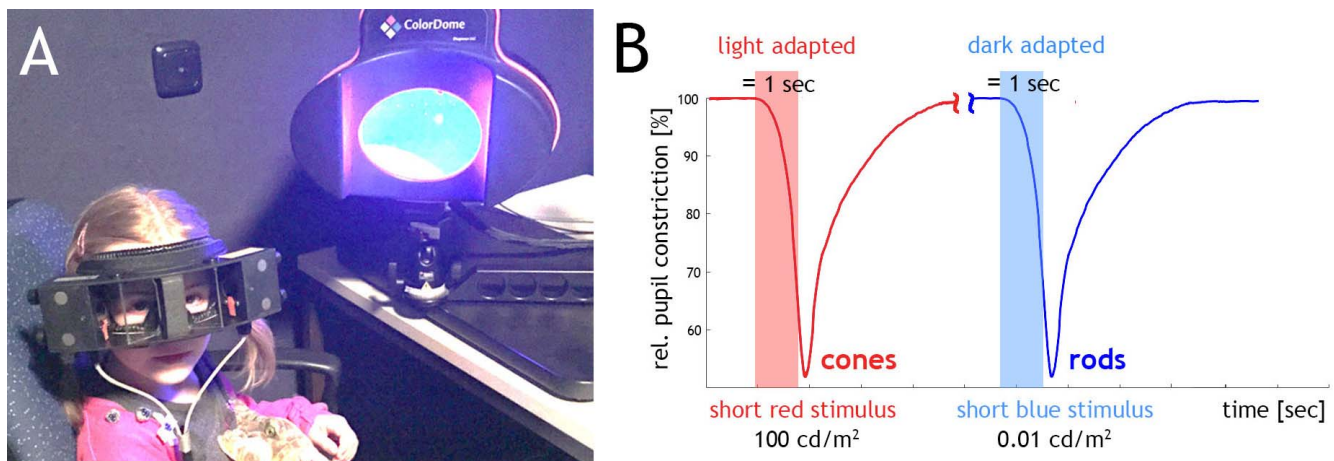 A
ColorDome
B
light adapted
dark adapted
= 1 sec
= 1 sec
rel. pupil constriction [%]
100
90
80
70
60
cones
rods
short red stimulus
100 cd/m²
short blue stimulus
0.01 cd/m²
time [sec]